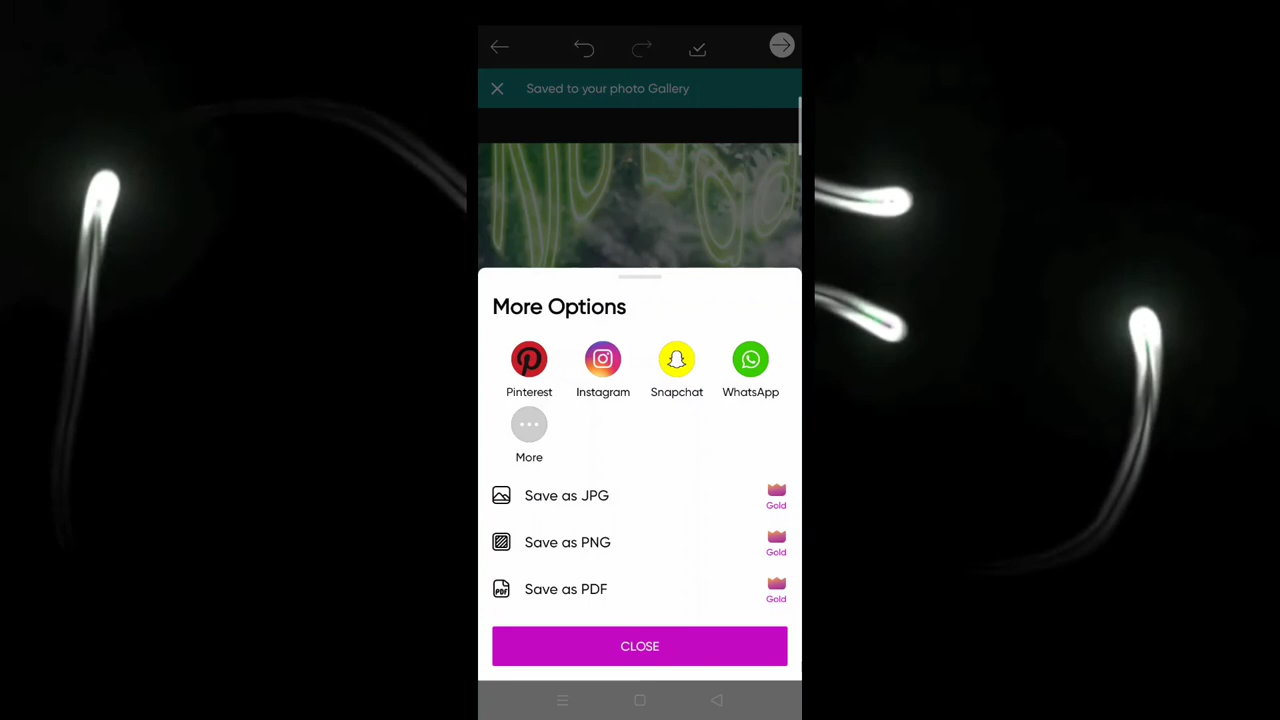 Saved to your photo Gallery
More Options
Pinterest
Instagram
Snapchat
WhatsApp
More
Save as JPG
Gold
Save as PNG
Gold
PDF
Save as PDF
Gold
CLOSE